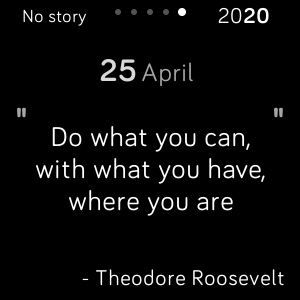 No story 2020
25 April
"Do what you can,
with what you have,
where you are"
- Theodore Roosevelt